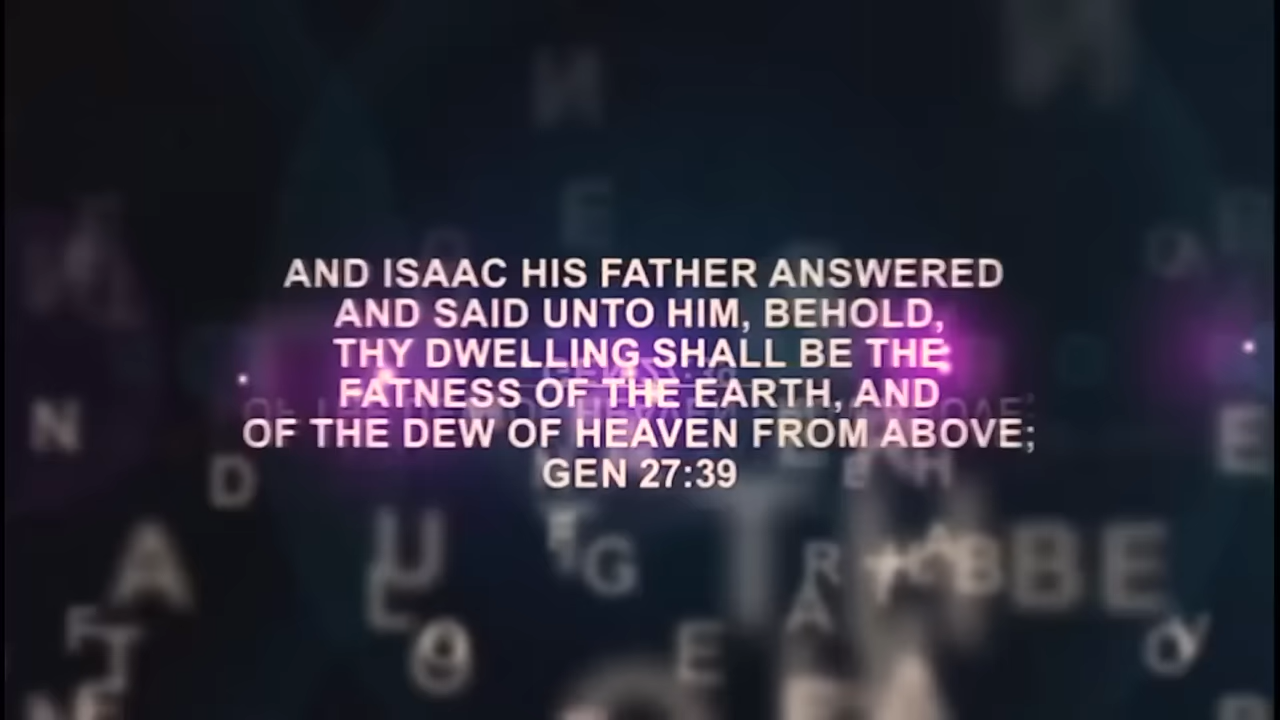 AND ISAAC HIS FATHER ANSWERED
AND SAID UNTO HIM, BEHOLD,
THY DWELLING SHALL BE THE
FATNESS OF THE EARTH, AND
OF THE DEW OF HEAVEN FROM ABOVE;
GEN 27:39